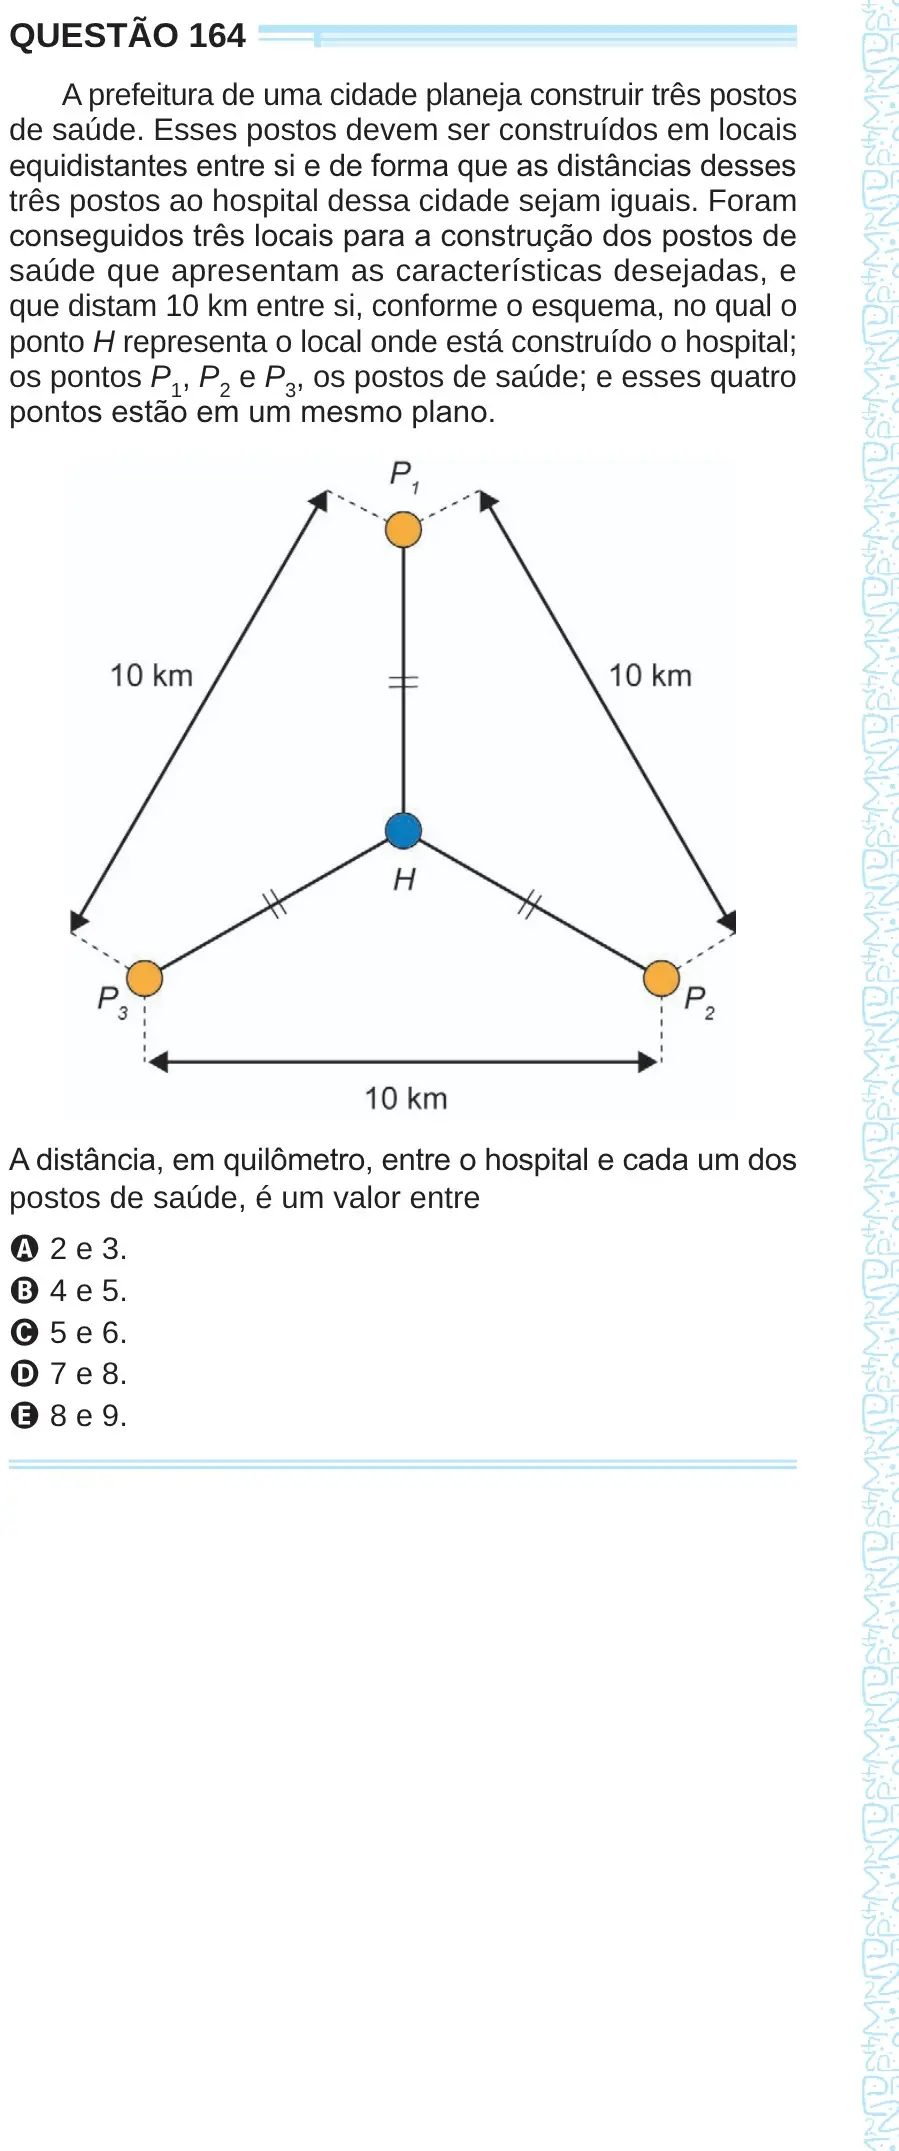 QUESTÃO 164
A prefeitura de uma cidade planeja construir três postos
de saúde. Esses postos devem ser construídos em locais
equidistantes entre si e de forma que as distâncias desses
três postos ao hospital dessa cidade sejam iguais. Foram
conseguidos três locais para a construção dos postos de
saúde que apresentam as características desejadas, e
que distam 10 km entre si, conforme o esquema, no qual o
ponto H representa o local onde está construído o hospital;
os pontos P1, P2 e P3, os postos de saúde; e esses quatro
pontos estão em um mesmo plano.
P1
10 km
10 km
H
P3
P2
10 km
A distância, em quilômetro, entre o hospital e cada um dos
postos de saúde, é um valor entre
A 2 e 3.
B 4 e 5.
C 5 e 6.
D 7 e 8.
E 8 e 9.